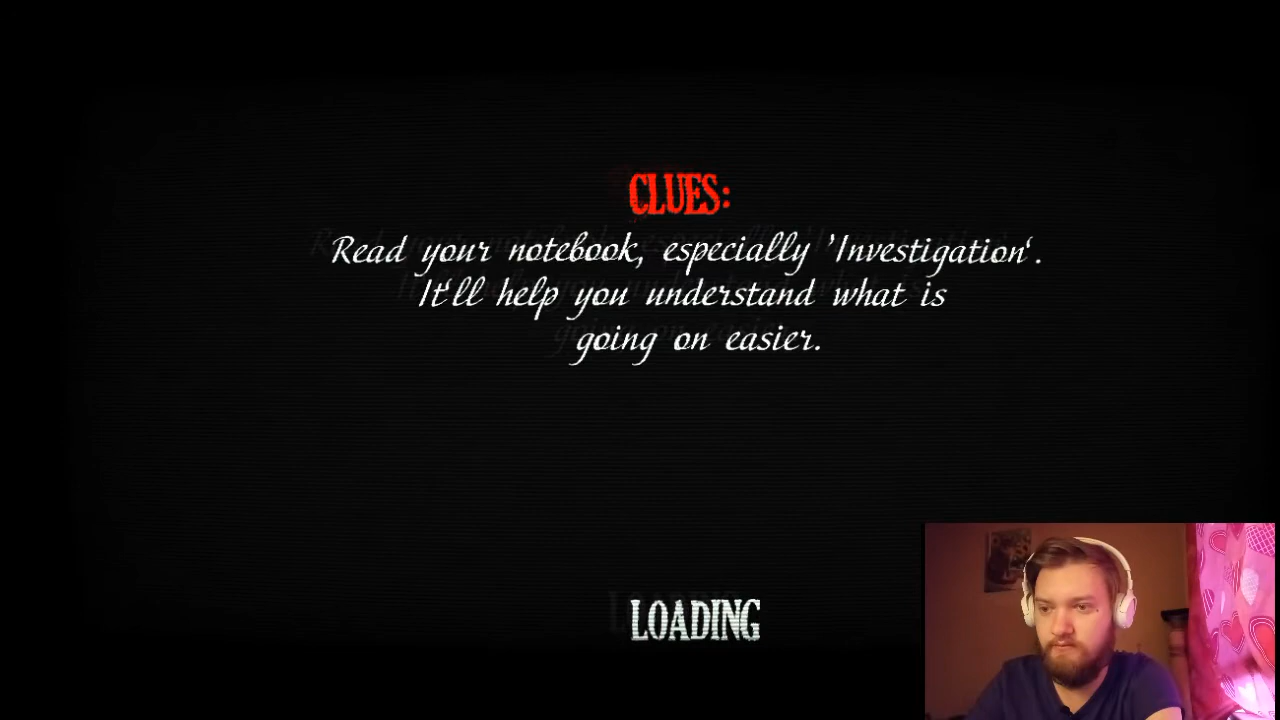 CLUES:
Read your notebook, especially 'Investigation'.
It'll help you understand what is
going on easier.
LOADING